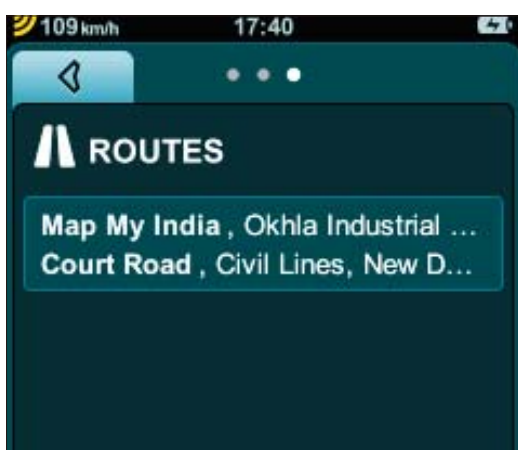 109 km/h 17:40
ROUTES
Map My India , Okhla Industrial ...
Court Road , Civil Lines, New D...